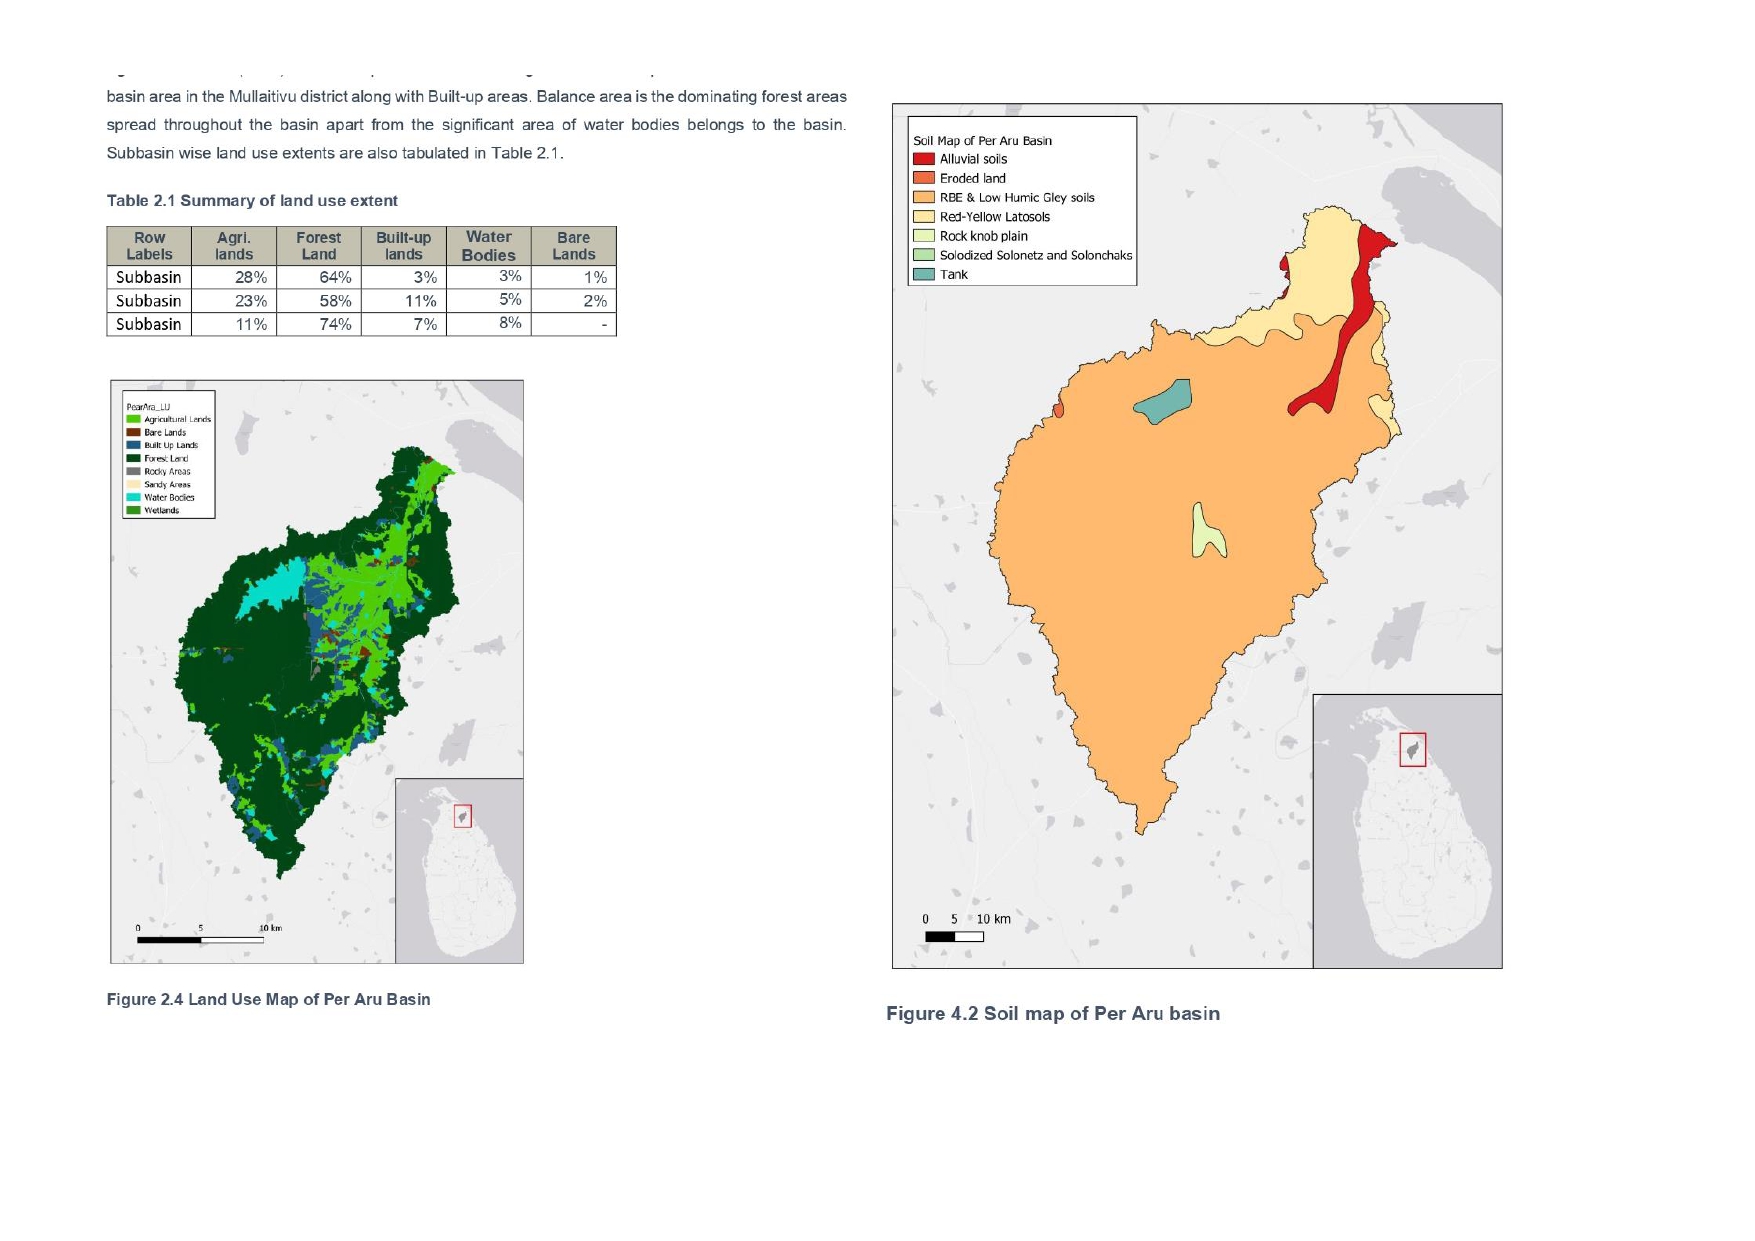 basin area in the Mullaitivu district along with Built-up areas. Balance area is the dominating forest areas
spread throughout the basin apart from the significant area of water bodies belongs to the basin.
Subbasin wise land use extents are also tabulated in Table 2.1.
Table 2.1 Summary of land use extent
Row Labels Agri. lands Forest Land Built-up lands Water Bodies Bare Lands
Subbasin 28% 64% 3% 3% 1%
Subbasin 23% 58% 11% 5% 2%
Subbasin 11% 74% 7% 8% -
PearAra_LU
Agricultural Lands
Bare Lands
Built Up Lands
Forest Land
Rocky Areas
Sandy Areas
Water Bodies
Wetlands
0 5 10 km
Figure 2.4 Land Use Map of Per Aru Basin
Soil Map of Per Aru Basin
Alluvial soils
Eroded land
RBE & Low Humic Gley soils
Red-Yellow Latosols
Rock knob plain
Solodized Solonetz and Solonchaks
Tank
0 5 10 km
Figure 4.2 Soil map of Per Aru basin